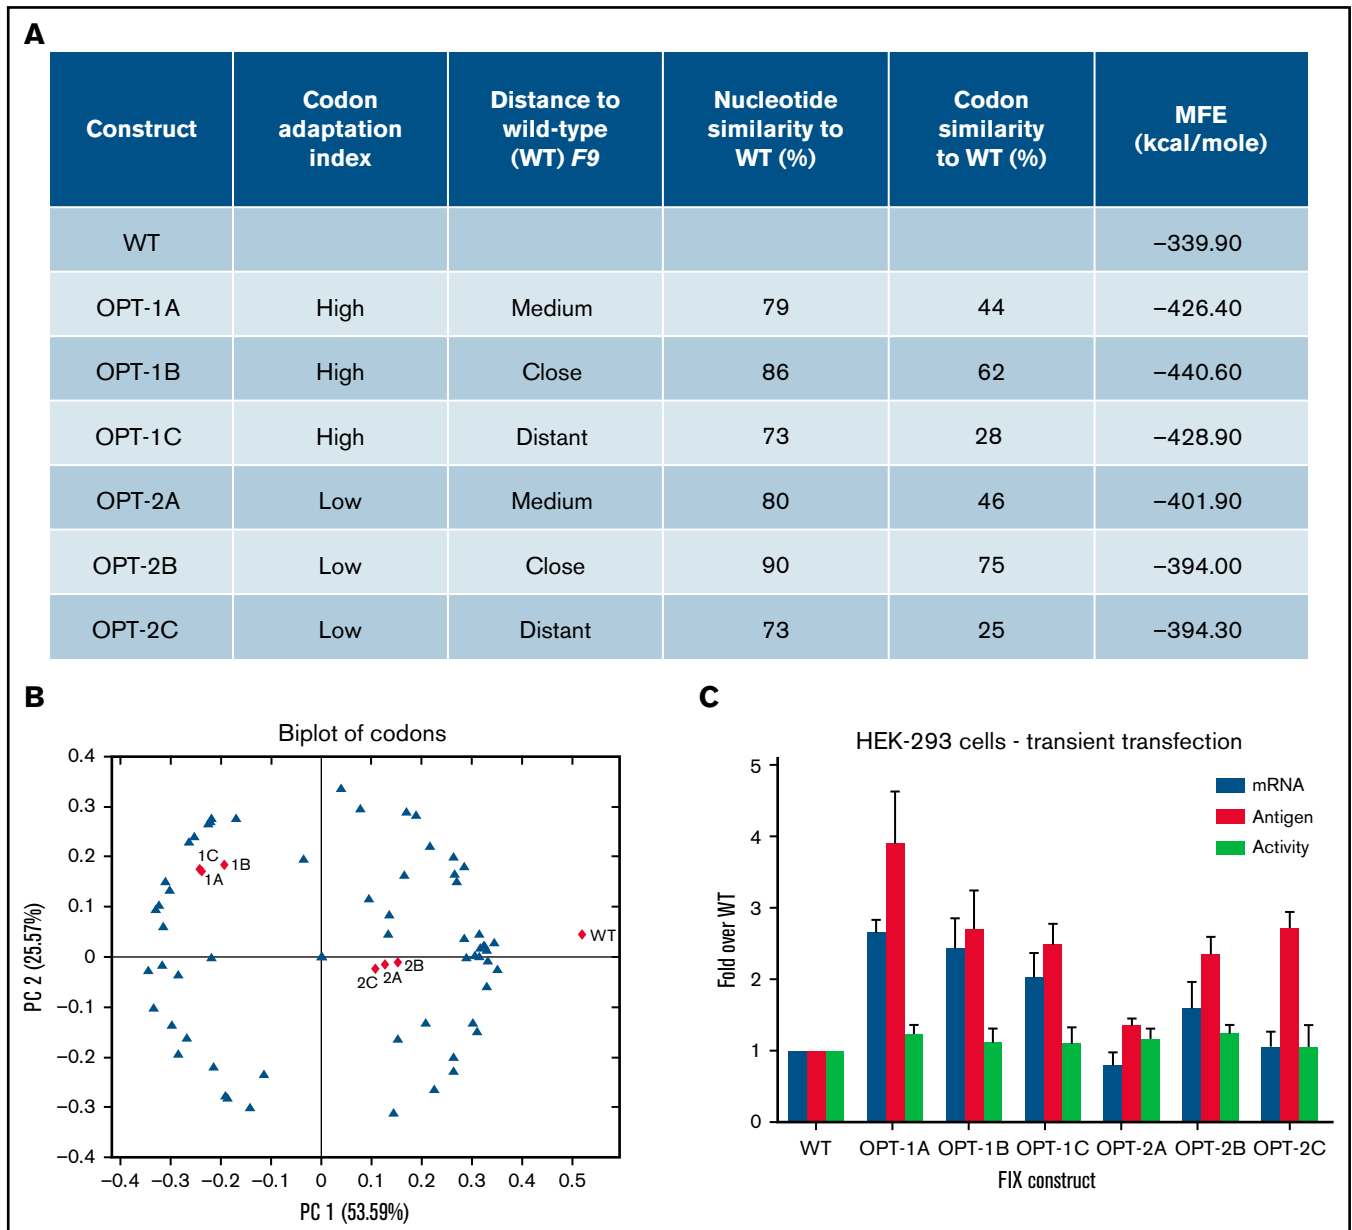 A
Construct
Codon
adaptation
index
Distance to
wild-type
(WT) F9
Nucleotide
similarity to
WT (%)
Codon
similarity
to WT (%)
MFE
(kcal/mole)
WT –339.90
OPT-1A High Medium 79 44 –426.40
OPT-1B High Close 86 62 –440.60
OPT-1C High Distant 73 28 –428.90
OPT-2A Low Medium 80 46 –401.90
OPT-2B Low Close 90 75 –394.00
OPT-2C Low Distant 73 25 –394.30
B
Biplot of codons
PC 2 (25.57%)
0.4
0.3
0.2
0.1
0
–0.1
–0.2
–0.3
–0.4
1C
1B
1A
WT
2B
2A
2C
–0.4 –0.3 –0.2 –0.1 0 0.1 0.2 0.3 0.4 0.5
PC 1 (53.59%)
C
HEK-293 cells - transient transfection
Fold over WT
5
4
3
2
1
0
mRNA
Antigen
Activity
WT OPT-1A OPT-1B OPT-1C OPT-2A OPT-2B OPT-2C
FIX construct